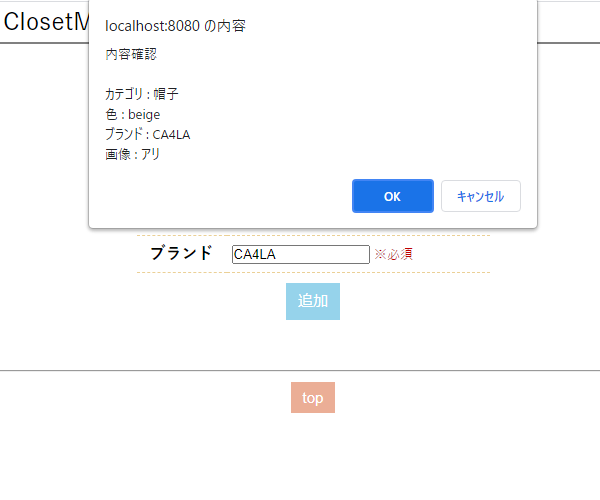 ClosetM
localhost:8080 の内容
内容確認
カテゴリ : 帽子
色 : beige
ブランド : CA4LA
画像 : アリ
OK キャンセル
ブランド CA4LA ※必須
追加
top